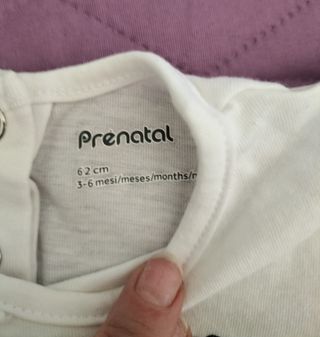 Prenatal
62 cm
3-6 mesi/meses/months/